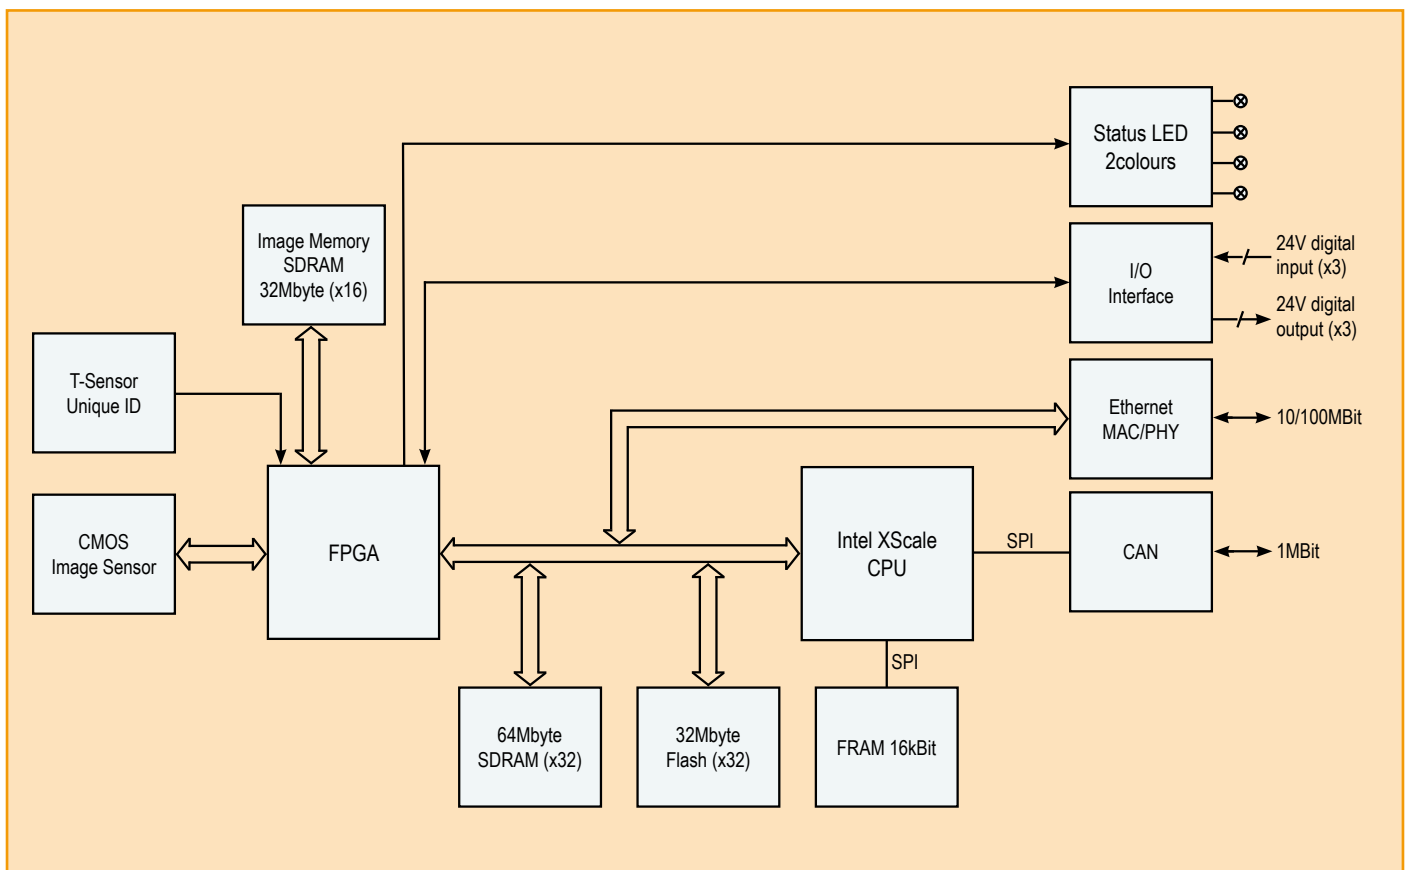 Status LED
2colours
Image Memory
SDRAM
32Mbyte (x16)
I/O
Interface
24V digital
input (x3)
24V digital
output (x3)
T-Sensor
Unique ID
Ethernet
MAC/PHY
10/100MBit
CMOS
Image Sensor
FPGA
Intel XScale
CPU
SPI
CAN
1MBit
SPI
64Mbyte
SDRAM (x32)
32Mbyte
Flash (x32)
FRAM 16kBit